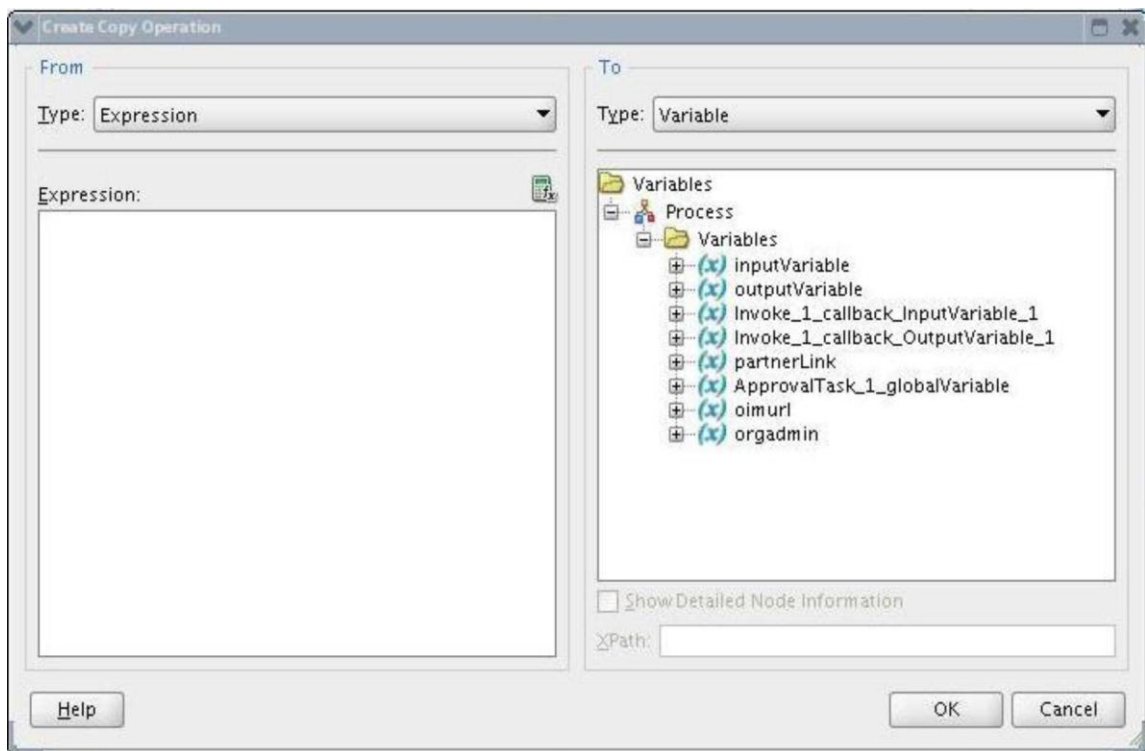 Create Copy Operation
From
Type: Expression
Expression:
To
Type: Variable
Variables
Process
Variables
(x) inputVariable
(x) outputVariable
(x) Invoke_1_callback_InputVariable_1
(x) Invoke_1_callback_OutputVariable_1
(x) partnerLink
(x) ApprovalTask_1_globalVariable
(x) oimurl
(x) orgadmin
Show Detailed Node Information
XPath:
Help
OK
Cancel